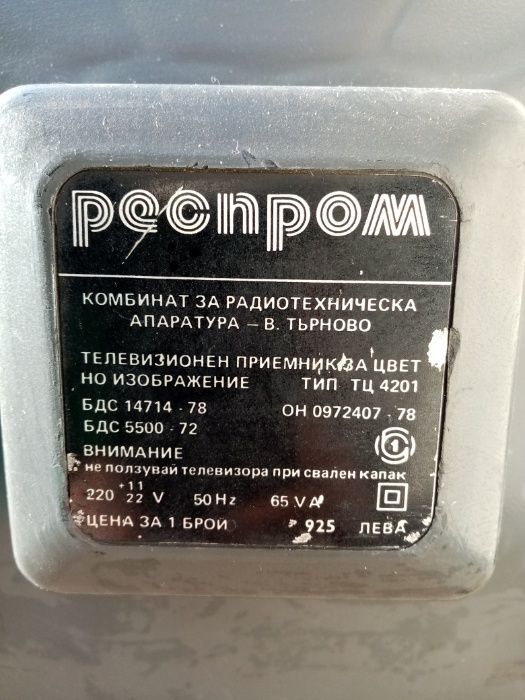 респром
КОМБИНАТ ЗА РАДИОТЕХНИЧЕСКА
АПАРАТУРА – В. ТЪРНОВО
ТЕЛЕВИЗИОНЕН ПРИЕМНИК ЗА ЦВЕТ
НО ИЗОБРАЖЕНИЕ ТИП ТЦ 4201
БДС 14714 - 78 ОН 0972407 - 78
БДС 5500 - 72
ВНИМАНИЕ 1
не ползувай телевизора при свален капак
220 +11 -22 V 50 Hz 65 VA
ЦЕНА ЗА 1 БРОЙ 925 ЛЕВА